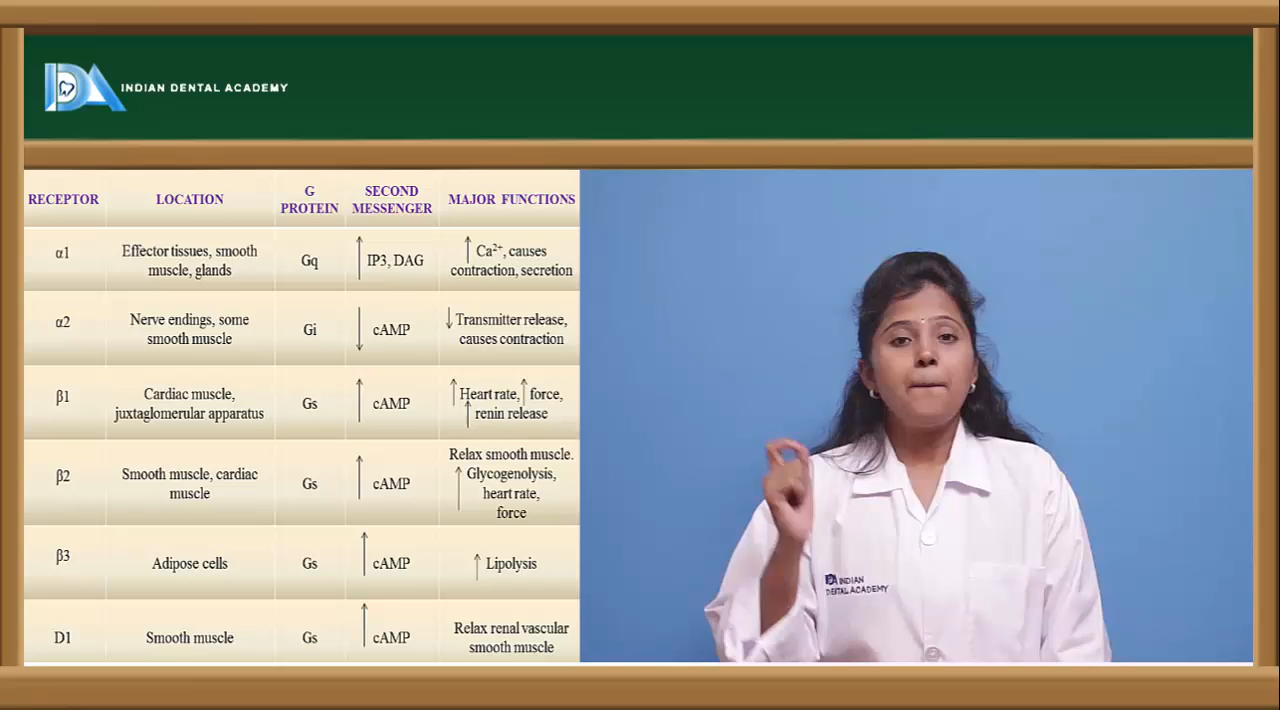 INDIAN DENTAL ACADEMY
RECEPTOR LOCATION G PROTEIN SECOND MESSENGER MAJOR FUNCTIONS
α1 Effector tissues, smooth muscle, glands Gq ↑ IP3, DAG ↑ Ca²⁺, causes contraction, secretion
α2 Nerve endings, some smooth muscle Gi ↓ cAMP ↓ Transmitter release, causes contraction
β1 Cardiac muscle, juxtaglomerular apparatus Gs ↑ cAMP ↑ Heart rate, ↑ force, ↑ renin release
β2 Smooth muscle, cardiac muscle Gs ↑ cAMP Relax smooth muscle. ↑ Glycogenolysis, heart rate, force
β3 Adipose cells Gs ↑ cAMP ↑ Lipolysis
D1 Smooth muscle Gs ↑ cAMP Relax renal vascular smooth muscle
IDA INDIAN
DENTAL ACADEMY